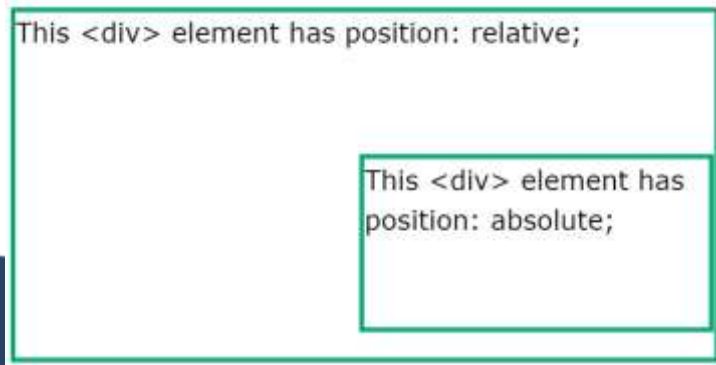 This <div> element has position: relative;
This <div> element has
position: absolute;